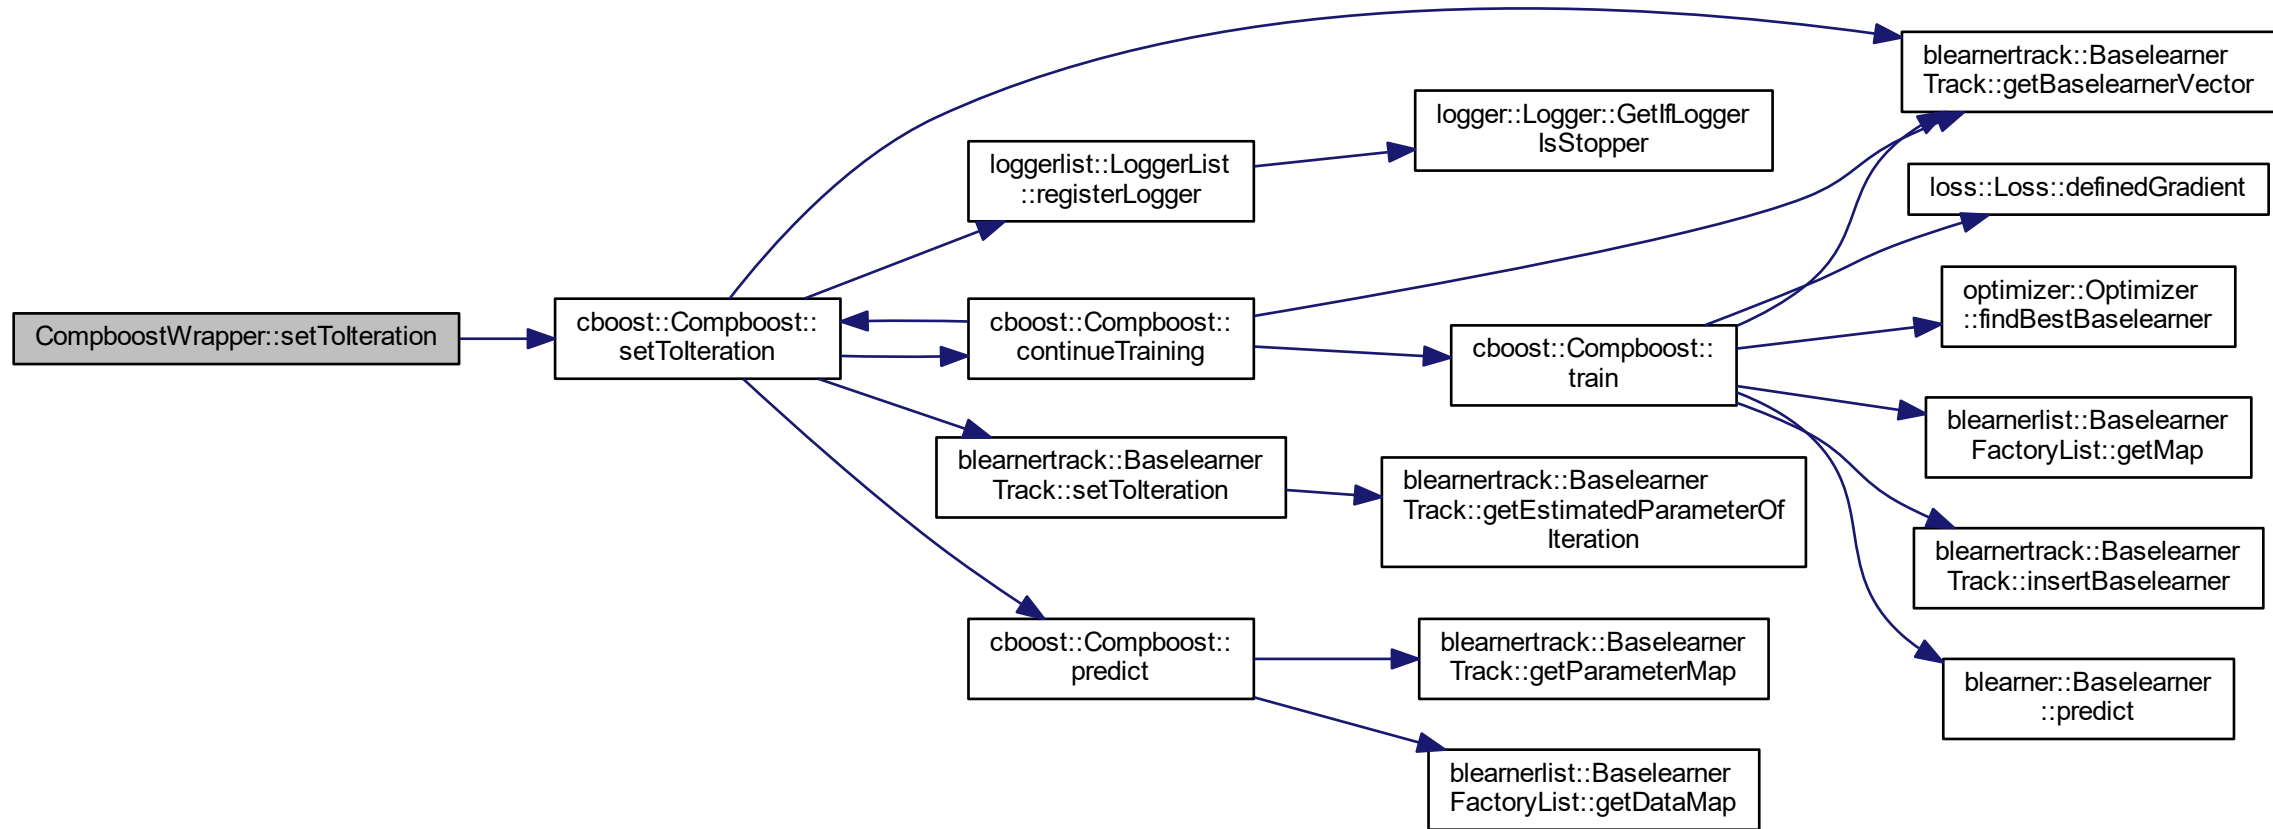 CompboostWrapper::setToIteration
cboost::Compboost::
setToIteration
loggerlist::LoggerList
::registerLogger
cboost::Compboost::
continueTraining
blearnertrack::Baselearner
Track::setToIteration
cboost::Compboost::
predict
logger::Logger::GetIfLogger
IsStopper
cboost::Compboost::
train
blearnertrack::Baselearner
Track::getEstimatedParameterOf
Iteration
blearnertrack::Baselearner
Track::getParameterMap
blearnerlist::Baselearner
FactoryList::getDataMap
blearnertrack::Baselearner
Track::getBaselearnerVector
loss::Loss::definedGradient
optimizer::Optimizer
::findBestBaselearner
blearnerlist::Baselearner
FactoryList::getMap
blearnertrack::Baselearner
Track::insertBaselearner
blearner::Baselearner
::predict